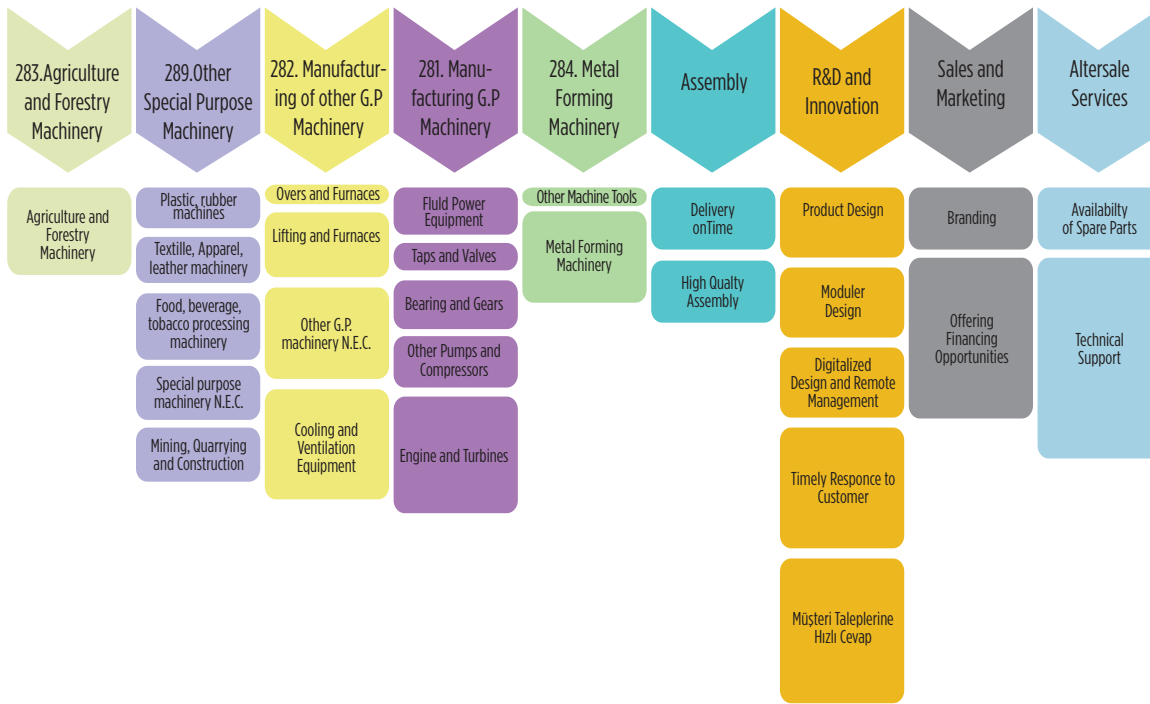 283.Agriculture
and Forestry
Machinery
289.Other
Special Purpose
Machinery
282. Manufactur-
ing of other G.P
Machinery
281. Manu-
facturing G.P
Machinery
284. Metal
Forming
Machinery
Assembly
R&D and
Innovation
Sales and
Marketing
Altersale
Services
Agriculture and
Forestry
Machinery
Plastic, rubber
machines
Textille, Apparel,
leather machinery
Food, beverage,
tobacco processing
machinery
Special purpose
machinery N.E.C.
Mining, Quarrying
and Construction
Overs and Furnaces
Lifting and Furnaces
Other G.P.
machinery N.E.C.
Cooling and
Ventilation
Equipment
Fluid Power
Equipment
Taps and Valves
Bearing and Gears
Other Pumps and
Compressors
Engine and Turbines
Other Machine Tools
Metal Forming
Machinery
Delivery
onTime
High Qualty
Assembly
Product Design
Moduler
Design
Digitalized
Design and Remote
Management
Timely Responce to
Customer
Müşteri Taleplerine
Hızlı Cevap
Branding
Offering
Financing
Opportunities
Availabilty
of Spare Parts
Technical
Support